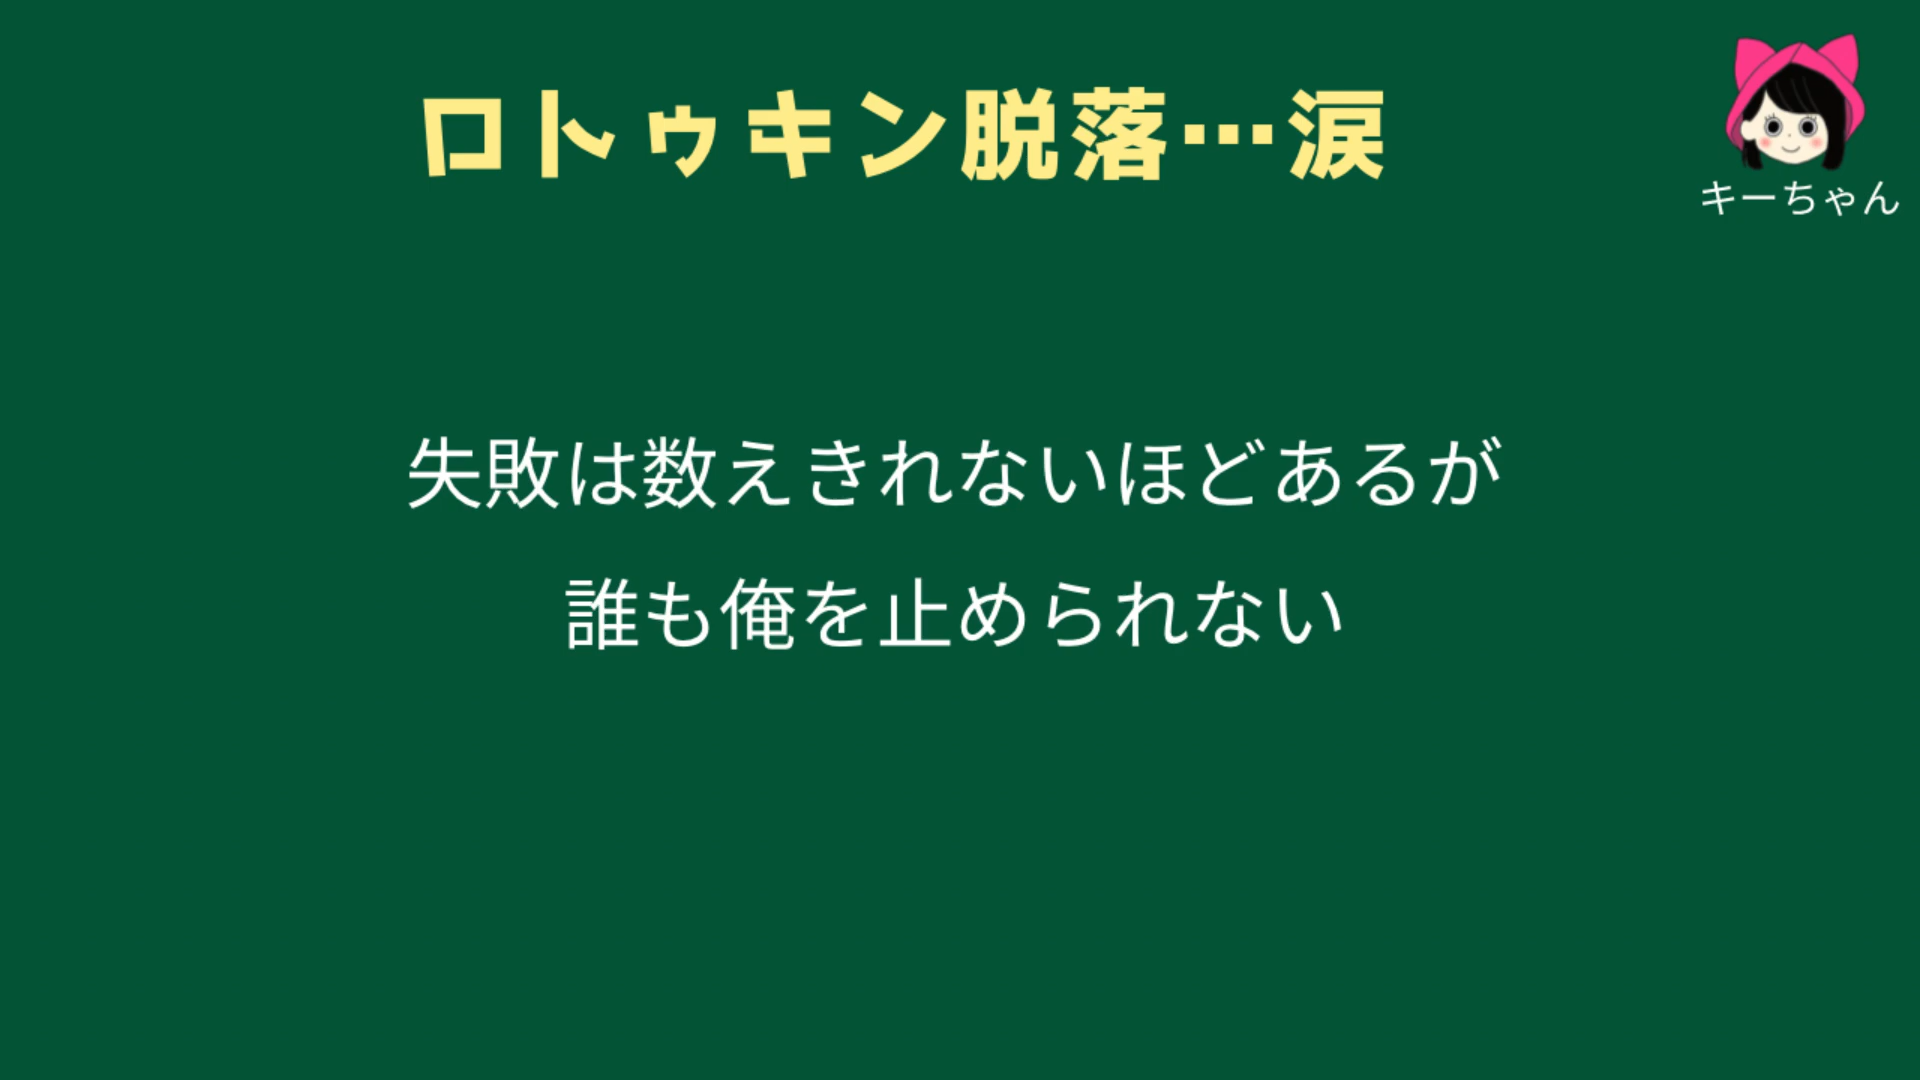 ロトゥキン脱落…涙
キーちゃん
失敗は数えきれないほどあるが
誰も俺を止められない